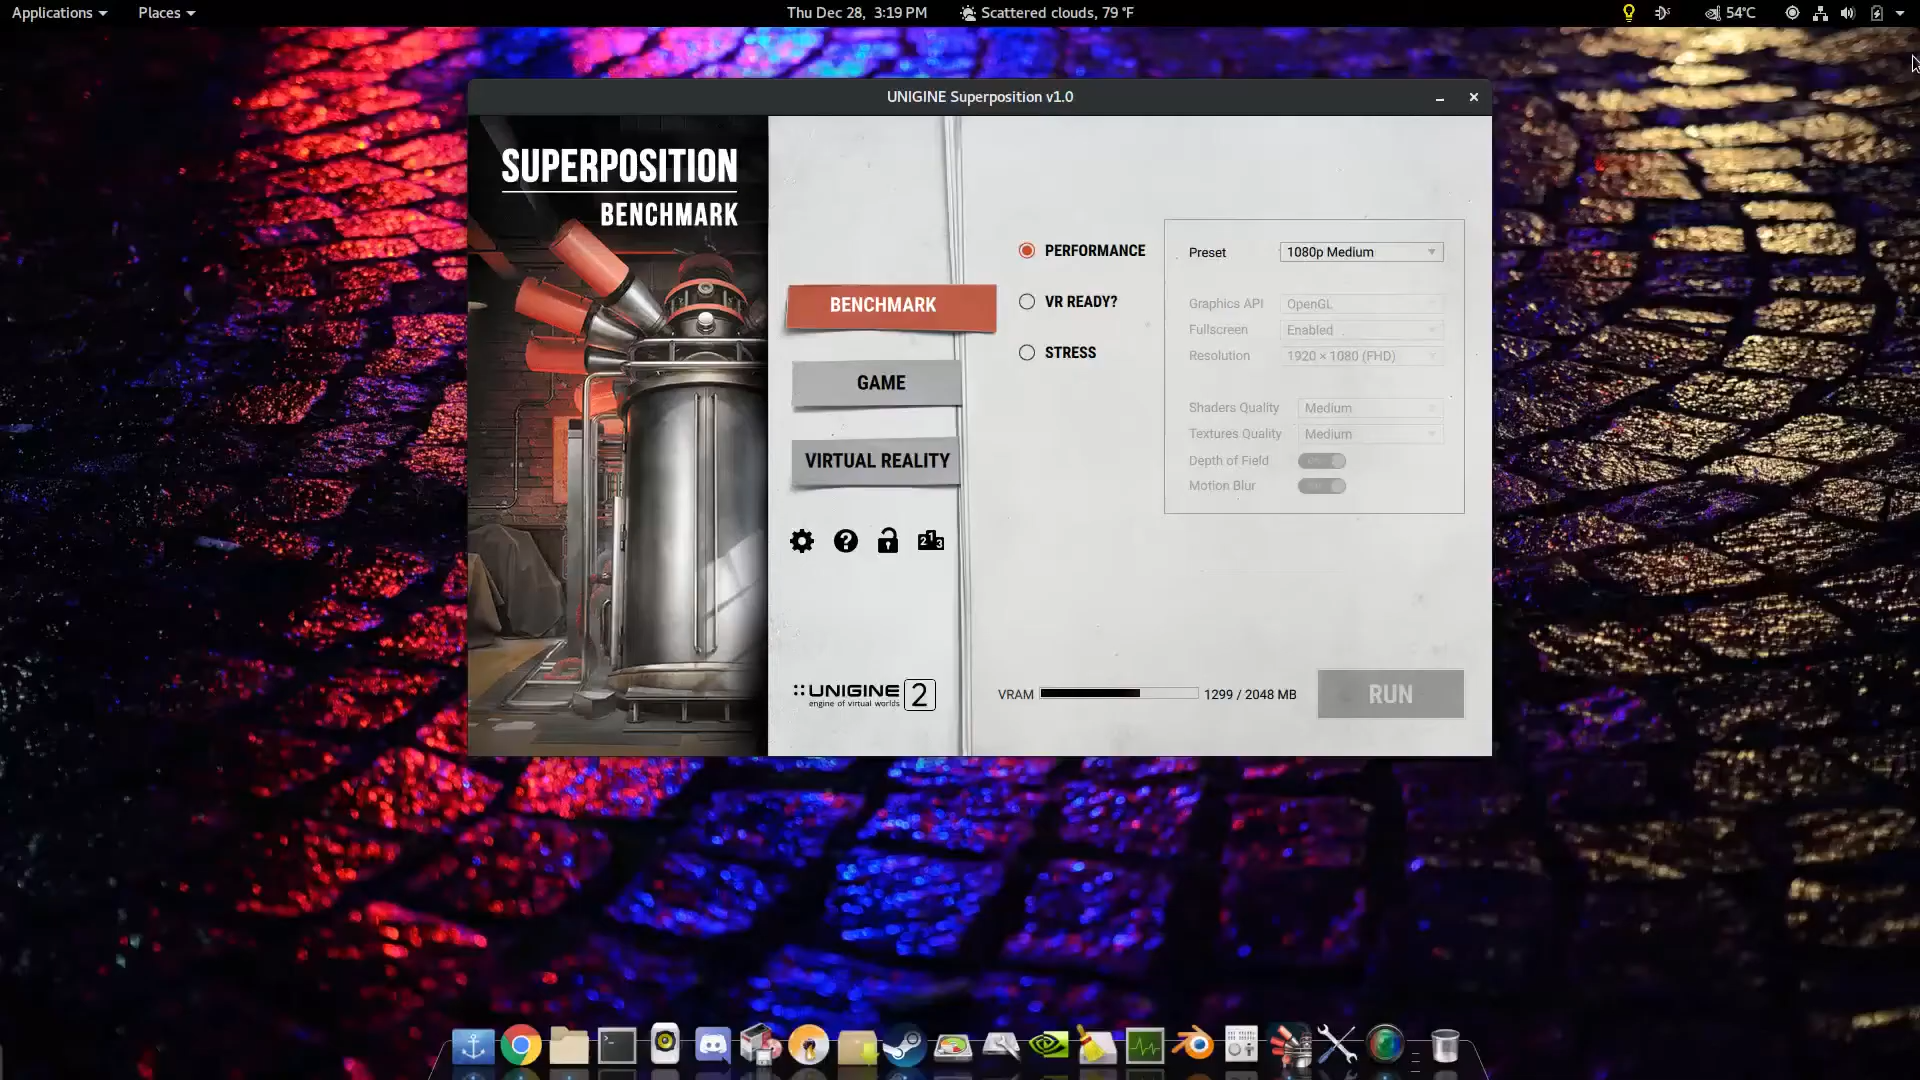 Applications
Places
Thu Dec 28, 3:19 PM
Scattered clouds, 79 °F
54°C
UNIGINE Superposition v1.0
SUPERPOSITION
BENCHMARK
BENCHMARK
GAME
VIRTUAL REALITY
PERFORMANCE
VR READY?
STRESS
Preset 1080p Medium
Graphics API OpenGL
Fullscreen Enabled
Resolution 1920 × 1080 (FHD)
Shaders Quality Medium
Textures Quality Medium
Depth of Field
Motion Blur
UNIGINE 2
engine of virtual worlds
VRAM 1299 / 2048 MB
RUN